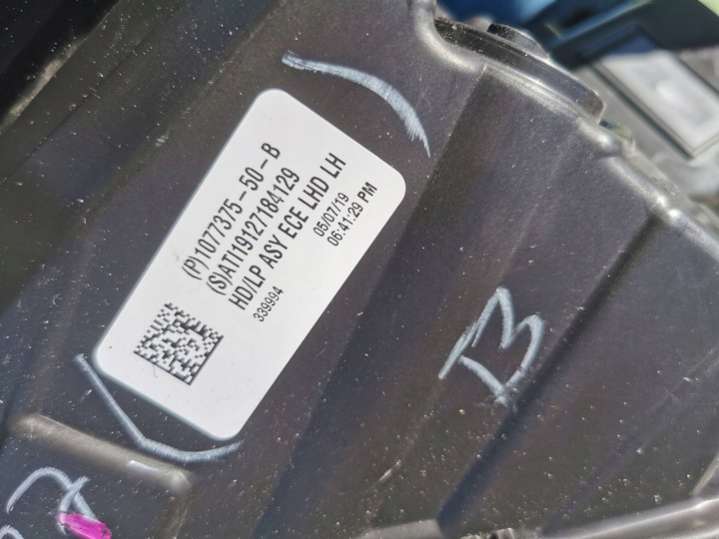 (P)1077375-50-B
(S)ATI19127184129
HD/LP ASY ECE LHD LH
339994
05/07/19
06:41:29 PM
B